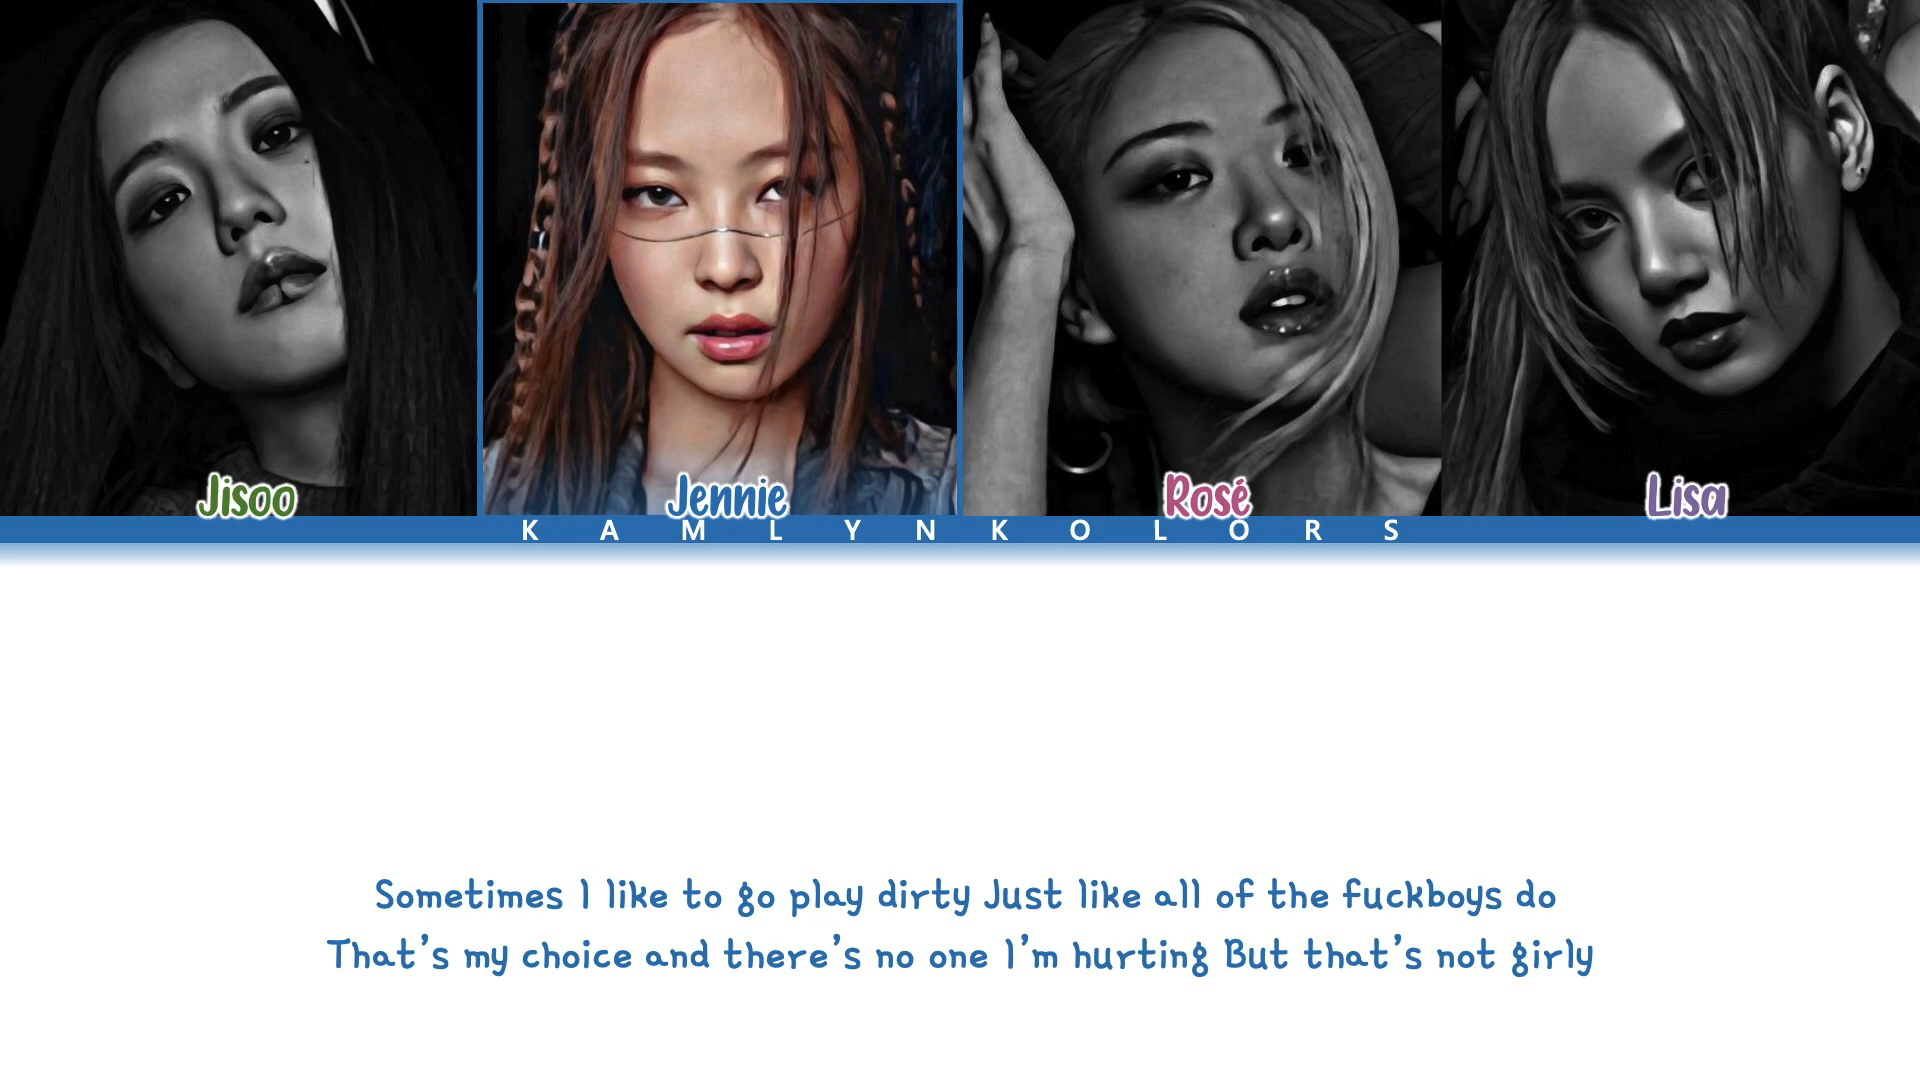 Jisoo Jennie Rosé Lisa
KAMLYNKOLORS
Sometimes I like to go play dirty Just like all of the fuckboys do
That's my choice and there's no one I'm hurting But that's not girly